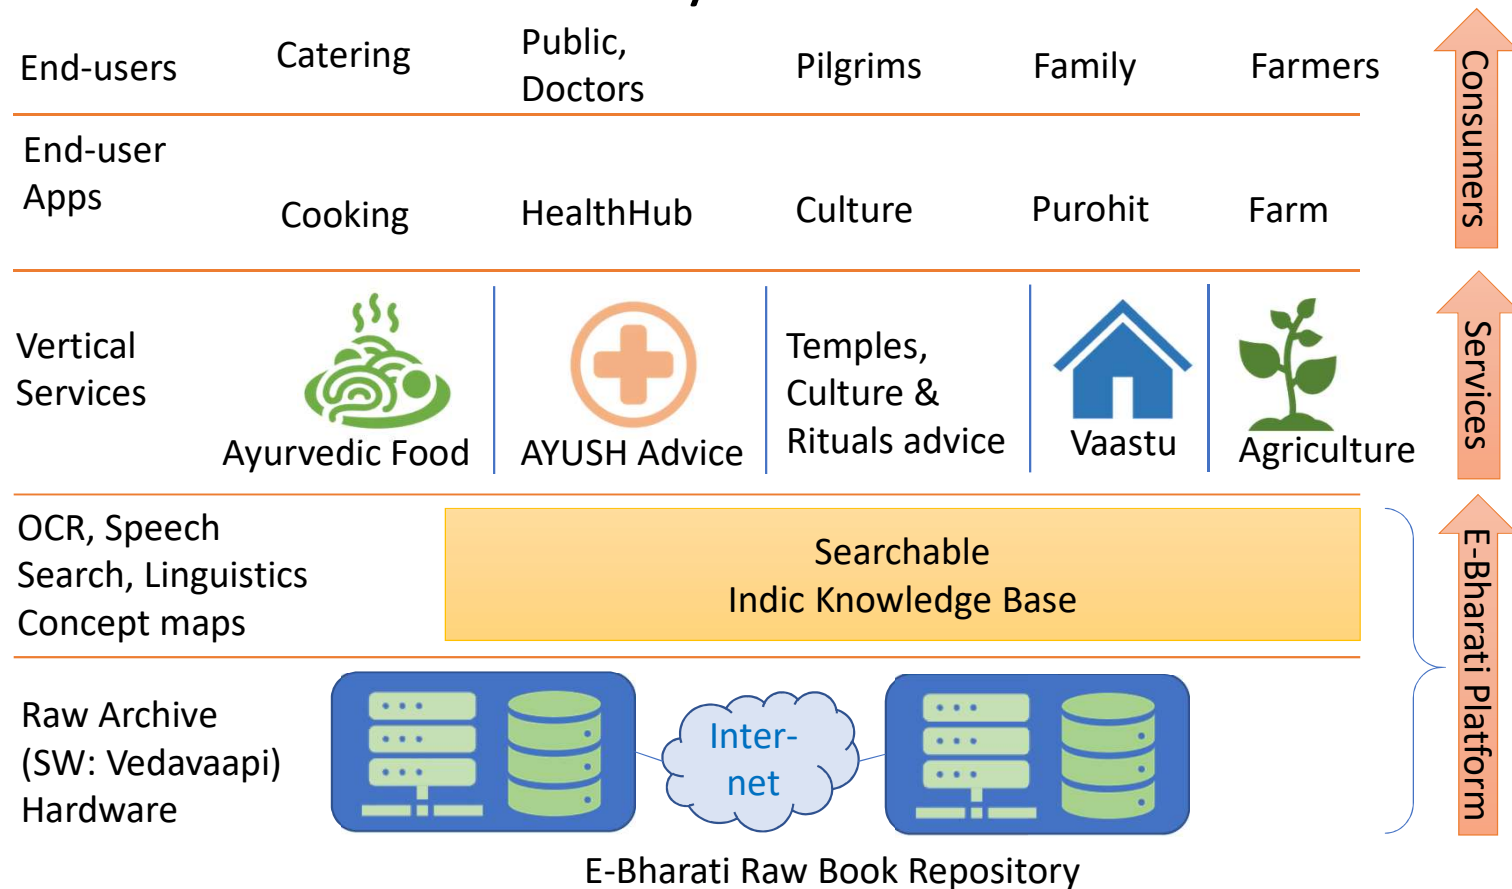 End-users
Catering
Public,
Doctors
Pilgrims
Family
Farmers
End-user
Apps
Cooking
HealthHub
Culture
Purohit
Farm
Consumers
Vertical
Services
Ayurvedic Food
AYUSH Advice
Temples,
Culture &
Rituals advice
Vaastu
Agriculture
Services
OCR, Speech
Search, Linguistics
Concept maps
Searchable
Indic Knowledge Base
E-Bharati Platform
Raw Archive
(SW: Vedavaapi)
Hardware
Inter-
net
E-Bharati Raw Book Repository